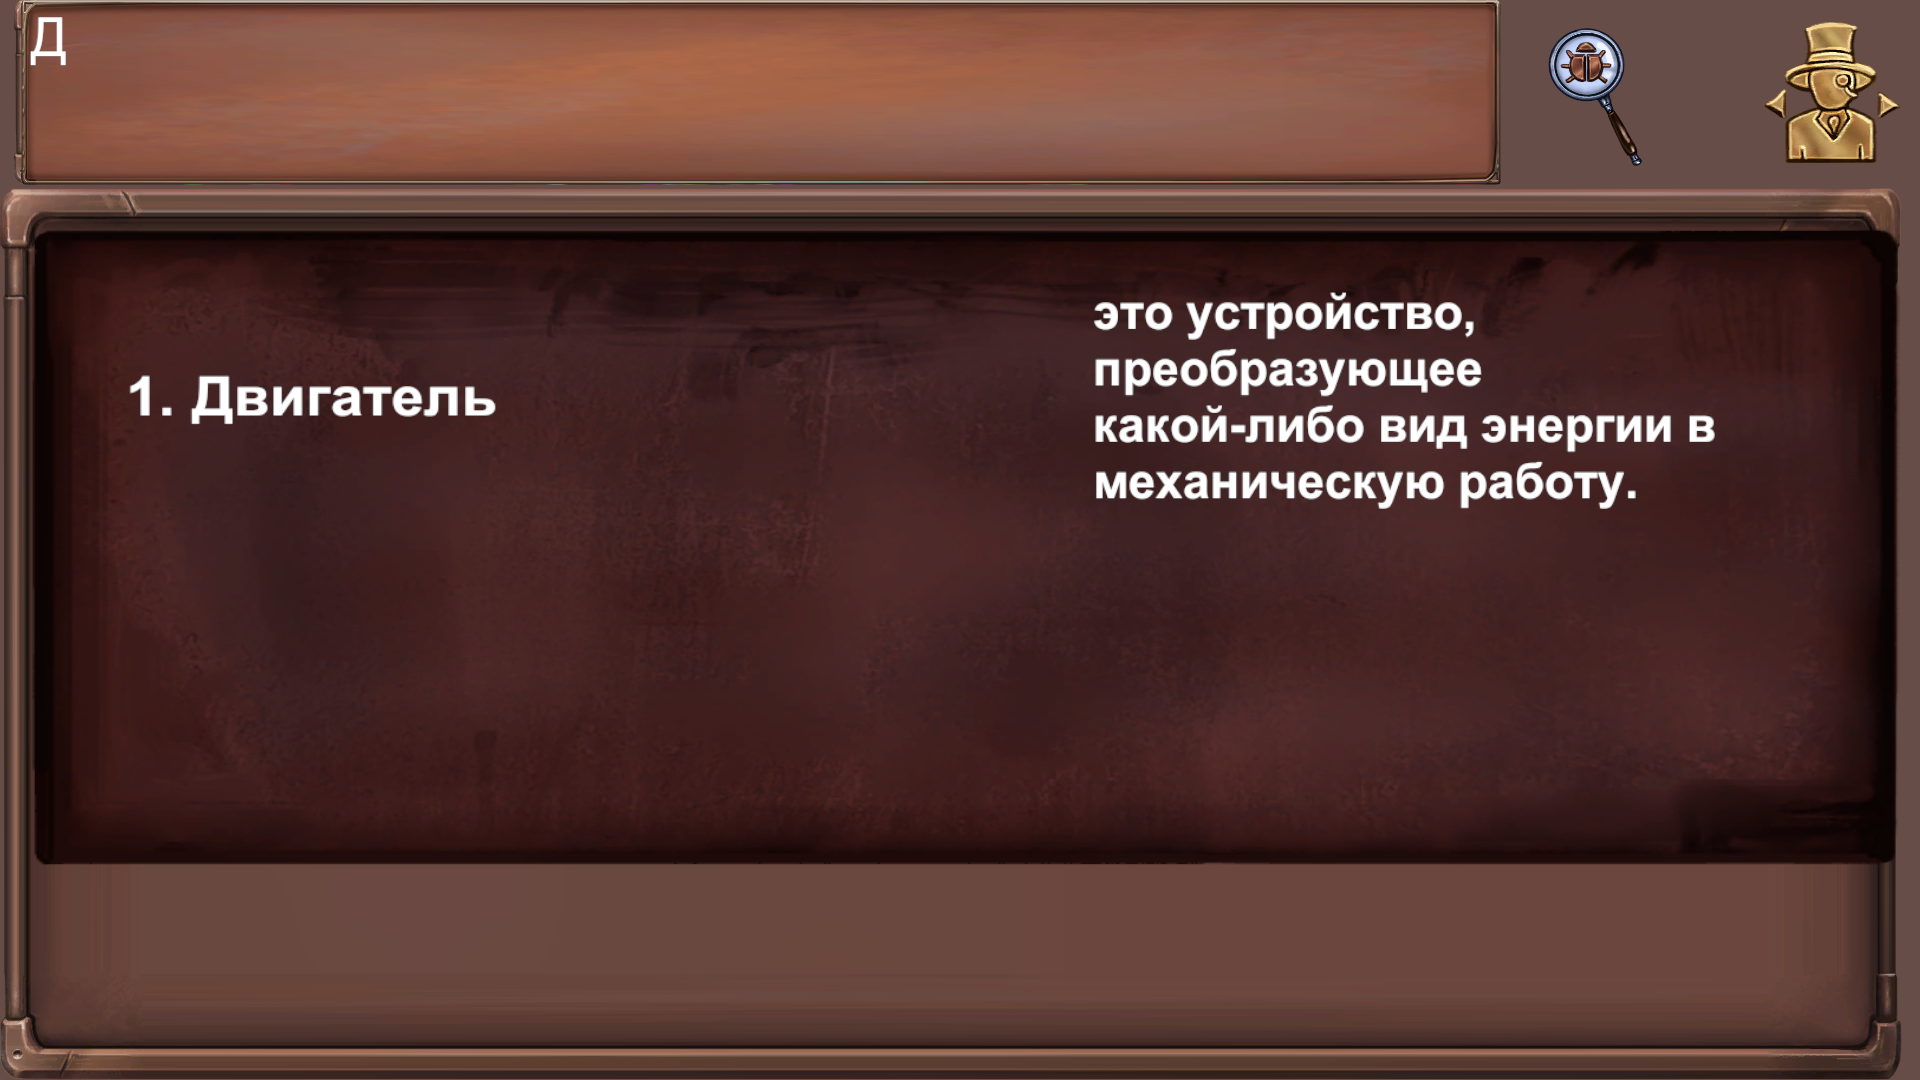 Д
1. Двигатель
это устройство,
преобразующее
какой-либо вид энергии в
механическую работу.